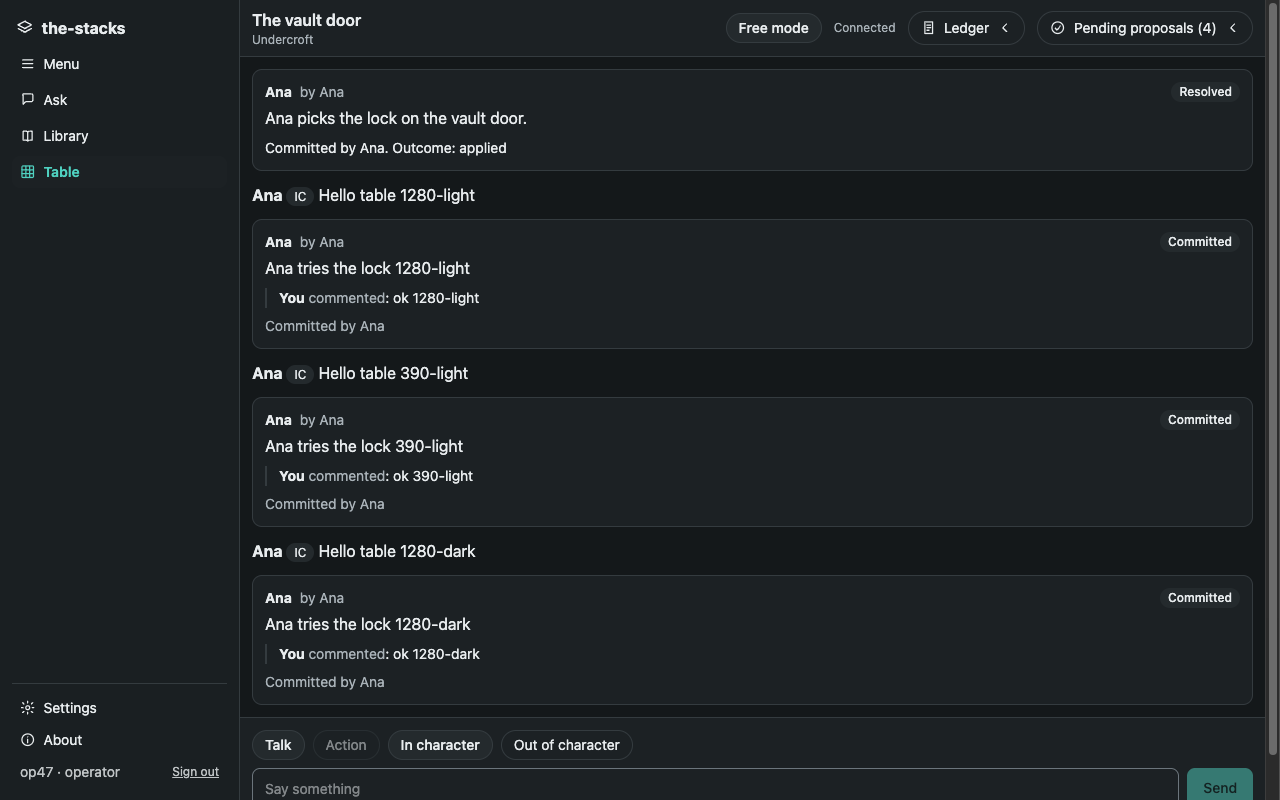 the-stacks
Menu
Ask
Library
Table
Settings
About
op47 · operator
Sign out
The vault door
Undercroft
Free mode
Connected
Ledger
Pending proposals (4)
Ana by Ana
Resolved
Ana picks the lock on the vault door.
Committed by Ana. Outcome: applied
Ana IC Hello table 1280-light
Ana by Ana
Committed
Ana tries the lock 1280-light
You commented: ok 1280-light
Committed by Ana
Ana IC Hello table 390-light
Ana by Ana
Committed
Ana tries the lock 390-light
You commented: ok 390-light
Committed by Ana
Ana IC Hello table 1280-dark
Ana by Ana
Committed
Ana tries the lock 1280-dark
You commented: ok 1280-dark
Committed by Ana
Talk
Action
In character
Out of character
Say something
Send